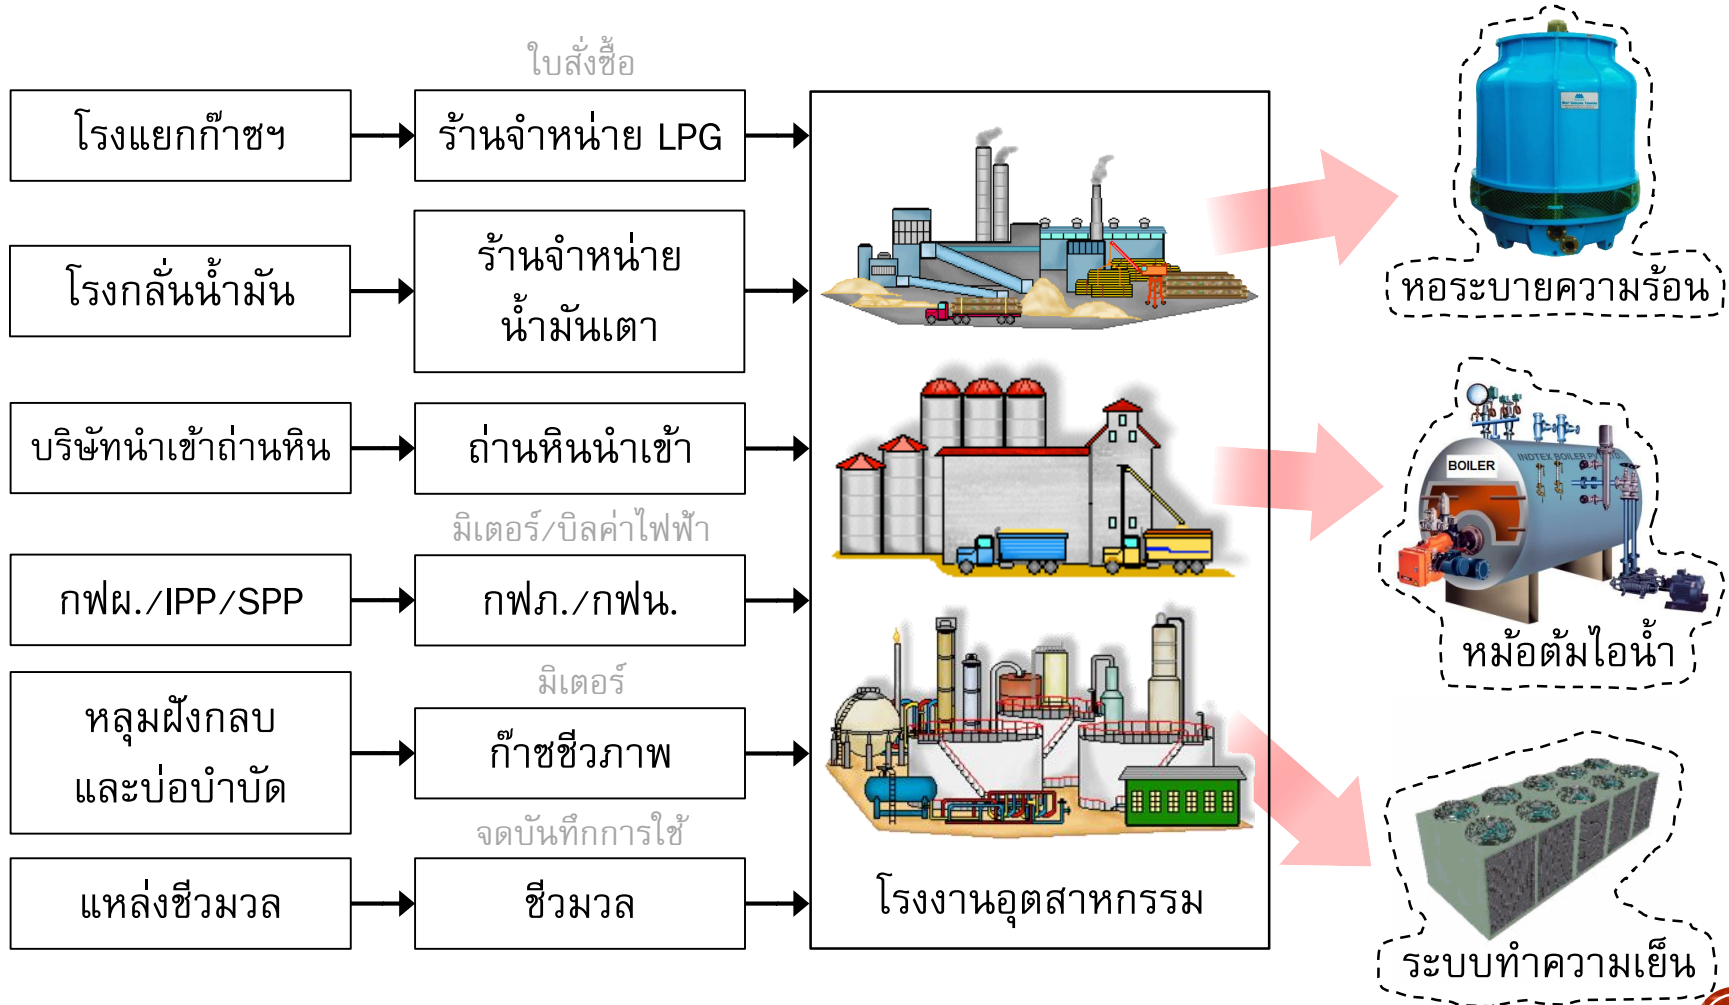 ใบสั่งซื้อ
โรงแยกก๊าซฯ
ร้านจำหน่าย LPG
โรงกลั่นน้ำมัน
ร้านจำหน่าย
น้ำมันเตา
บริษัทนำเข้าถ่านหิน
ถ่านหินนำเข้า
มิเตอร์/บิลค่าไฟฟ้า
กฟผ./IPP/SPP
กฟภ./กฟน.
หลุมฝังกลบ
และบ่อบำบัด
มิเตอร์
ก๊าซชีวภาพ
จดบันทึกการใช้
แหล่งชีวมวล
ชีวมวล
โรงงานอุตสาหกรรม
หอระบายความร้อน
BOILER
INDTEX BOILER
หม้อต้มไอน้ำ
ระบบทำความเย็น